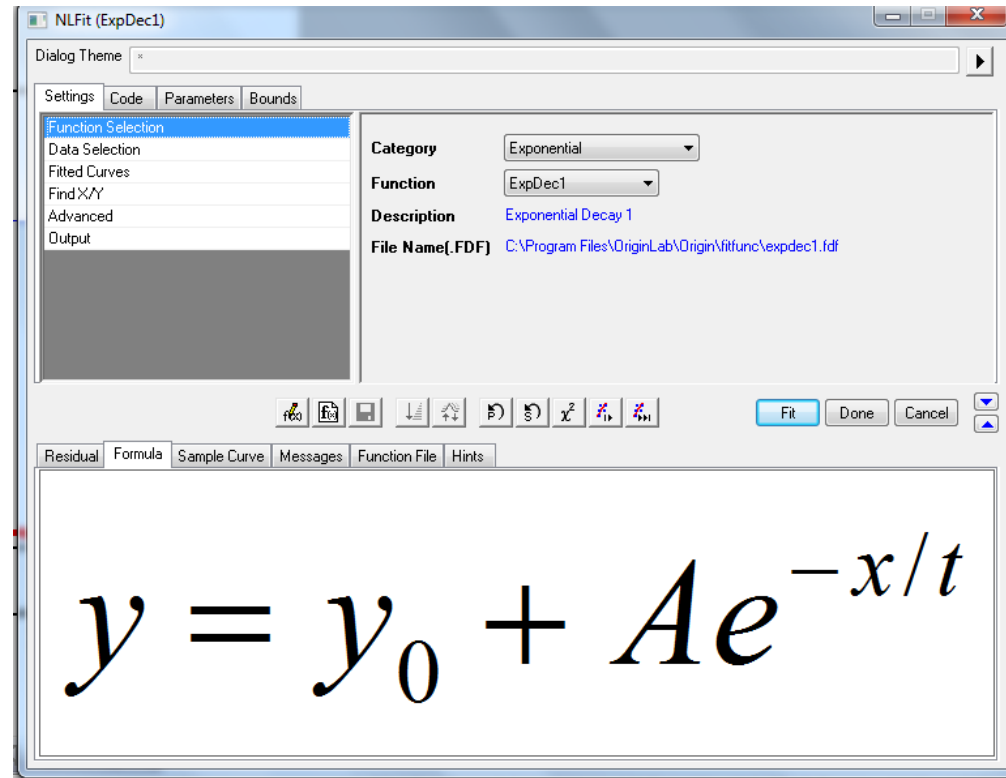 NLFit (ExpDec1)
Dialog Theme *
Settings Code Parameters Bounds
Function Selection
Data Selection
Fitted Curves
Find X/Y
Advanced
Output
Category Exponential
Function ExpDec1
Description Exponential Decay 1
File Name(.FDF) C:\Program Files\OriginLab\Origin\fitfunc\expdec1.fdf
χ² Fit Done Cancel
Residual Formula Sample Curve Messages Function File Hints
y = y₀ + Ae^{-x/t}